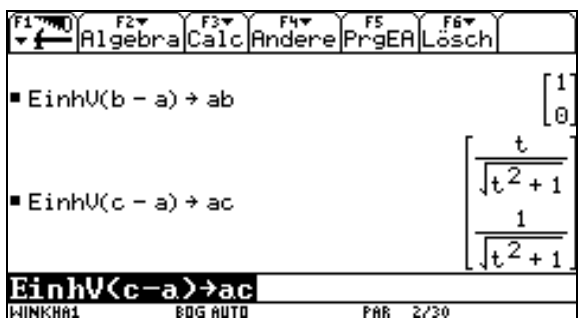 F1 F2▼ F3▼ F4▼ F5 F6▼
Algebra Calc Andere PrgEA Lösch
▪ EinhV(b - a) → ab [1 0]
▪ EinhV(c - a) → ac [t/√(t² + 1) 1/√(t² + 1)]
EinhV(c-a)→ac
WINKHA1 BOG AUTO PAR 2/30